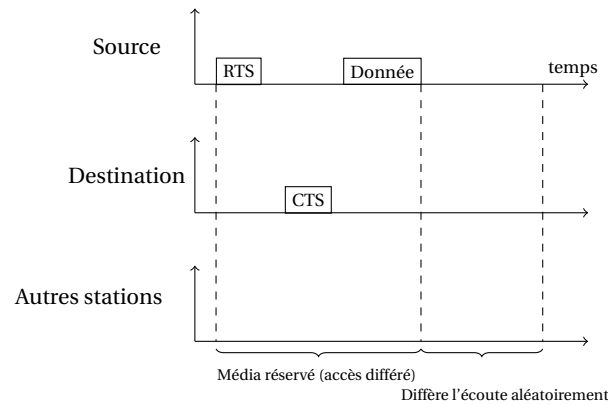 Source
RTS
Donnée
temps
Destination
CTS
Autres stations
Média réservé (accès différé)
Diffère l'écoute aléatoirement